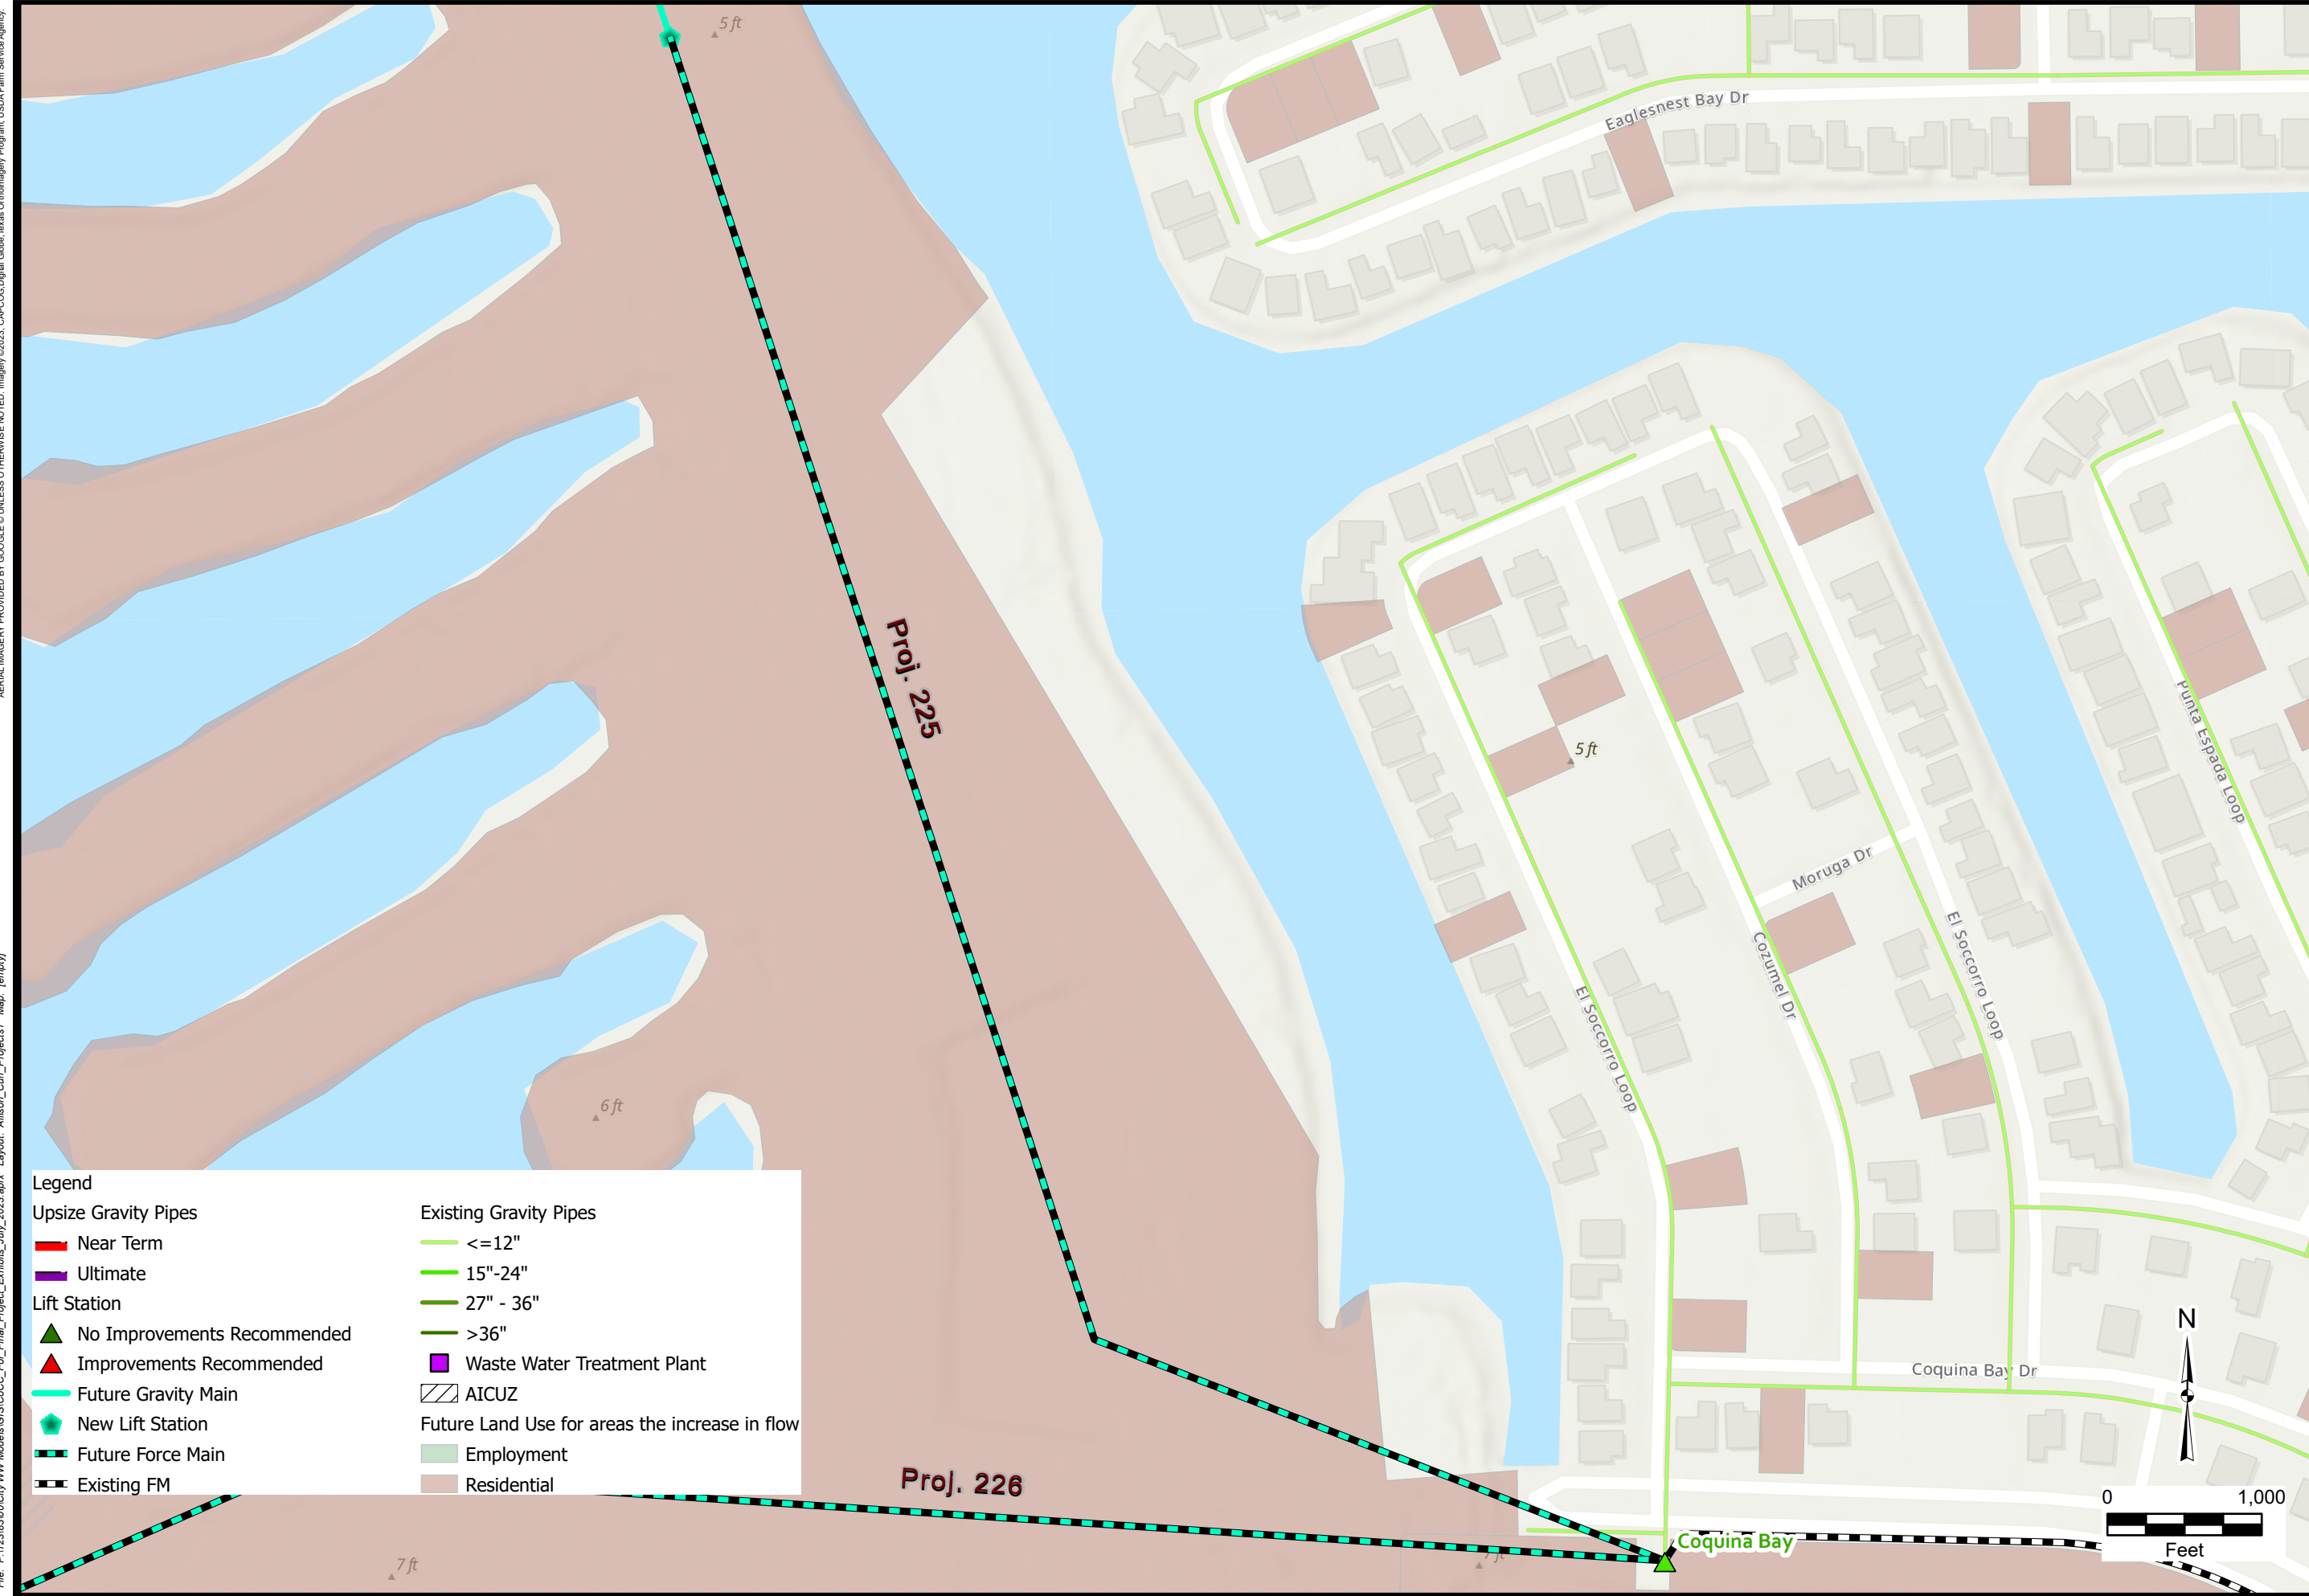 5 ft
Eaglesnest Bay Dr
Proj. 225
5 ft
Punta Espada Loop
Moruga Dr
El Soccorro Loop
Cozumel Dr
El Soccorro Loop
6 ft
Coquina Bay Dr
Proj. 226
Coquina Bay
7 ft
7 ft
Legend
Upsize Gravity Pipes
Near Term
Ultimate
Lift Station
No Improvements Recommended
Improvements Recommended
Future Gravity Main
New Lift Station
Future Force Main
Existing FM
Existing Gravity Pipes
<=12"
15"-24"
27" - 36"
>36"
Waste Water Treatment Plant
AICUZ
Future Land Use for areas the increase in flow
Employment
Residential
N
0 1,000
Feet